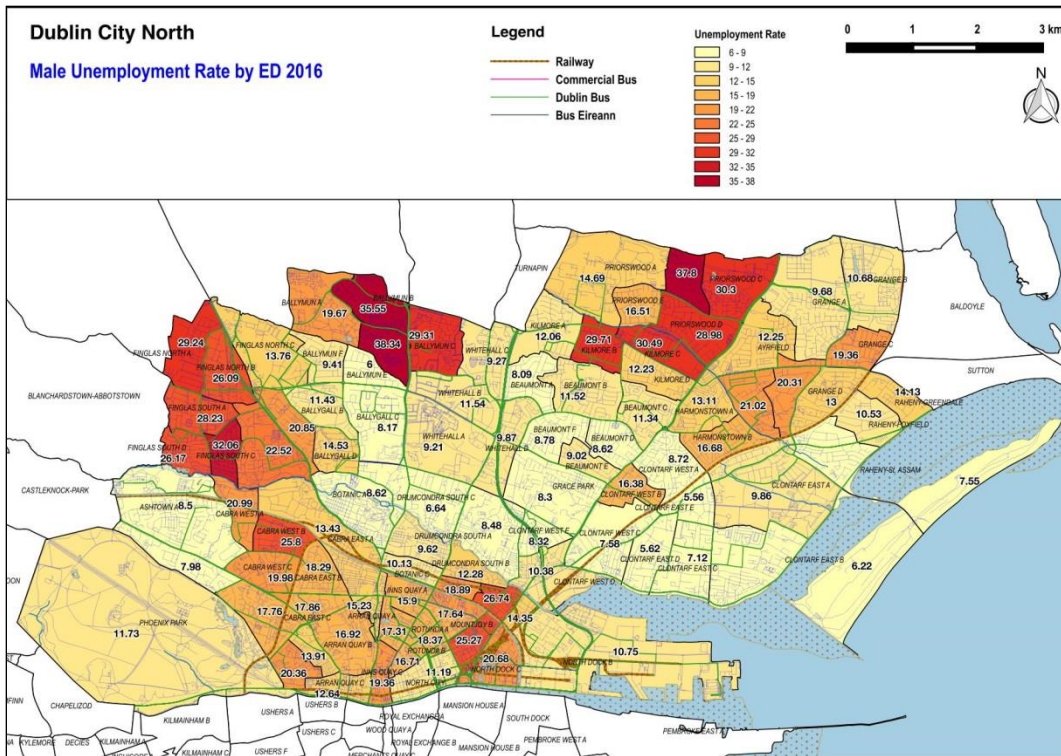 Dublin City North
Male Unemployment Rate by ED 2016
Legend
Railway
Commercial Bus
Dublin Bus
Bus Eireann
Unemployment Rate
6 - 9
9 - 12
12 - 15
15 - 19
19 - 22
22 - 25
25 - 29
29 - 32
32 - 35
35 - 38
0 1 2 3 km
N
TURNAPIN
PRIORSWOOD A
14.69
37.8
PRIORSWOOD C
30.3
10.68
GRANGE B
9.68
GRANGE A
BALDOYLE
BALLYMUN A
19.67
BALLYMUN B
35.55
PRIORSWOOD E
16.51
PRIORSWOOD D
28.98
KILMORE A
12.06
29.71
KILMORE B
30.49
KILMORE C
12.25
AYRFIELD
GRANGE C
19.36
29.24
FINGLAS NORTH A
FINGLAS NORTH C
13.76
BALLYMUN F
9.41
38.34
29.31
BALLYMUN C
6
BALLYMUN E
WHITEHALL C
9.27
8.09
BEAUMONT A
BEAUMONT B
11.52
12.23
KILMORE D
SUTTON
FINGLAS NORTH B
26.09
BLANCHARDSTOWN-ABBOTSTOWN
FINGLAS SOUTH A
28.23
11.43
BALLYGALL B
BALLYGALL C
8.17
WHITEHALL B
11.54
20.31
GRANGE D
13
14.13
RAHENY-GREENDALE
10.53
RAHENY-FOXFIELD
13.11
HARMONSTOWN A
21.02
BEAUMONT C
11.34
20.85
14.53
BALLYGALL D
WHITEHALL A
9.21
9.87
WHITEHALL D
BEAUMONT F
8.78
BEAUMONT D
8.62
9.02
BEAUMONT E
HARMONSTOWN B
16.68
FINGLAS SOUTH D
26.17
32.06
FINGLAS SOUTH C
22.52
8.72
CLONTARF WEST A
RAHENY-ST. ASSAM
7.55
CASTLEKNOCK-PARK
ASHTOWN A
8.5
20.99
CABRA WEST A
BOTANIC A
8.62
DRUMCONDRA SOUTH C
6.64
GRACE PARK
8.3
16.38
CLONTARF WEST B
5.56
CLONTARF EAST E
9.86
CLONTARF EAST A
CABRA WEST B
25.8
13.43
CABRA EAST A
8.48
DRUMCONDRA SOUTH A
9.62
CLONTARF WEST E
8.32
CLONTARF WEST C
7.58
5.62
CLONTARF EAST D
7.12
CLONTARF EAST C
CLONTARF EAST B
6.22
7.98
CABRA WEST C
19.98
18.29
CABRA EAST B
10.13
BOTANIC C
DRUMCONDRA SOUTH B
12.28
10.38
CLONTARF WEST D
PHOENIX PARK
11.73
17.76
17.86
CABRA EAST C
15.23
ARRAN QUAY A
INNS QUAY A
15.9
18.89
26.74
17.64
MOUNTJOY B
14.35
16.92
ARRAN QUAY B
17.31
ROTUNDA A
18.37
ROTUNDA B
25.27
10.75
NORTH DOCK B
13.91
16.71
INNS QUAY C
20.68
NORTH DOCK C
20.36
ARRAN QUAY C
19.36
11.19
NORTH CITY
12.64
CHAPELIZOD
KILMAINHAM B
USHERS A
USHERS B
ROYAL EXCHANGE A
MANSION HOUSE A
SOUTH DOCK
WOOD QUAY A
PEMBROKE EAST A
KYLEMORE
DECIES
KILMAINHAM A
KILMAINHAM C
USHERS F
ROYAL EXCHANGE B
MANSION HOUSE B
PEMBROKE WEST A
MERCHANTS QUAY C